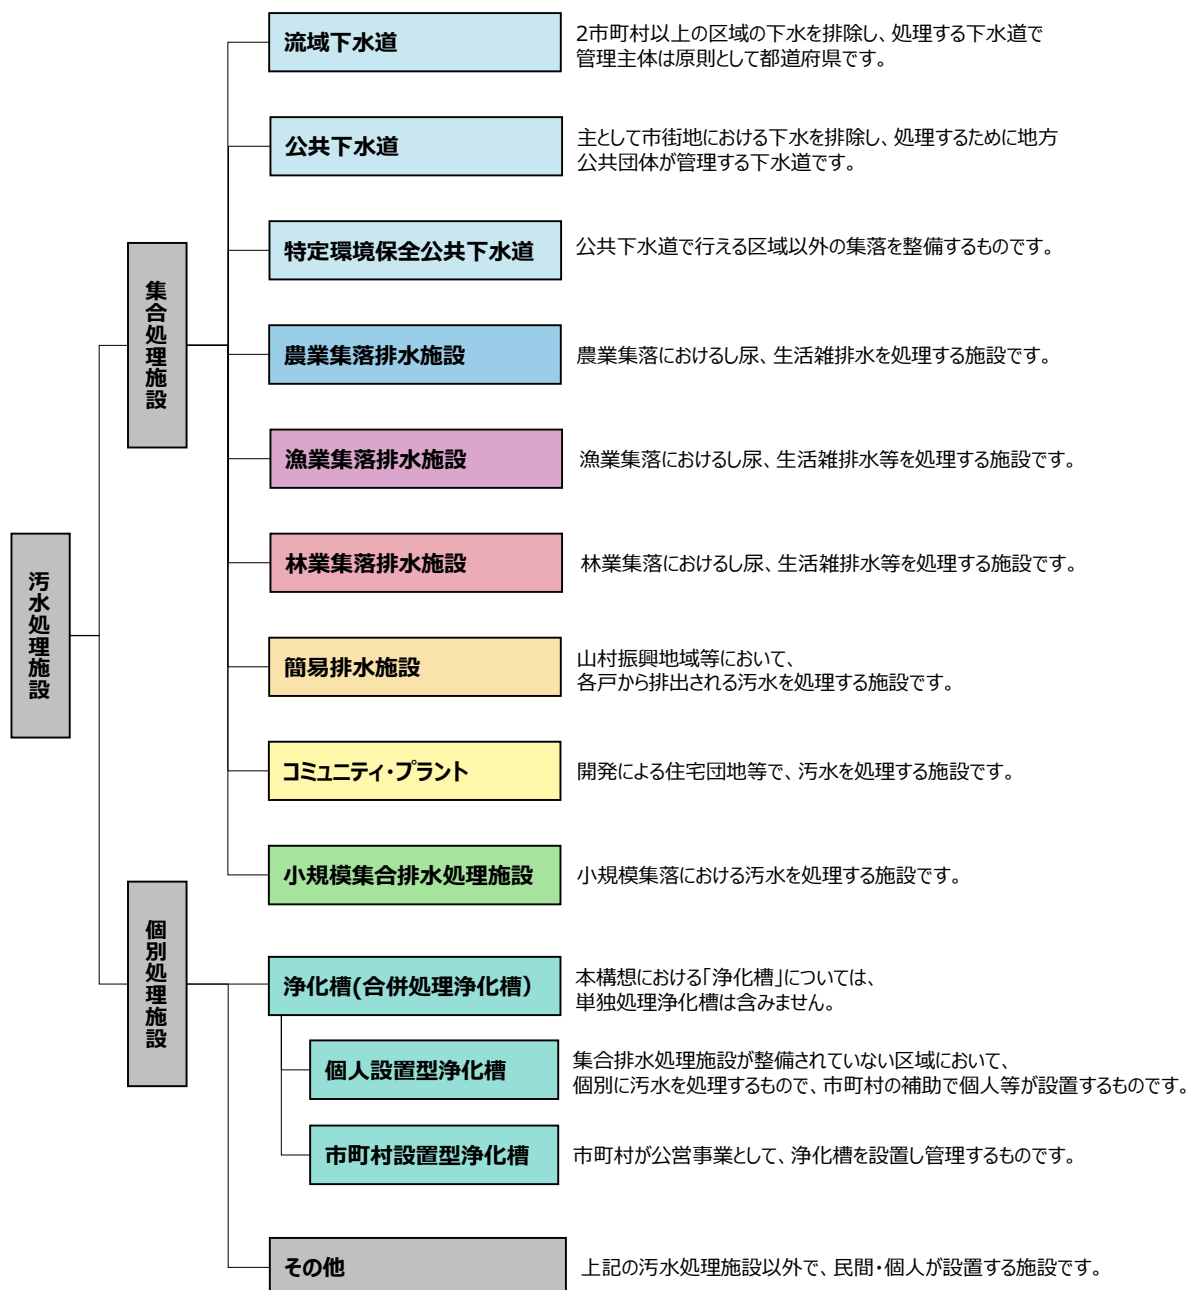 流域下水道
2市町村以上の区域の下水を排除し、処理する下水道で
管理主体は原則として都道府県です。
公共下水道
主として市街地における下水を排除し、処理するために地方
公共団体が管理する下水道です。
特定環境保全公共下水道
公共下水道で行える区域以外の集落を整備するものです。
集合処理施設
農業集落排水施設
農業集落におけるし尿、生活雑排水を処理する施設です。
漁業集落排水施設
漁業集落におけるし尿、生活雑排水等を処理する施設です。
林業集落排水施設
林業集落におけるし尿、生活雑排水等を処理する施設です。
汚水処理施設
簡易排水施設
山村振興地域等において、
各戸から排出される汚水を処理する施設です。
コミュニティ・プラント
開発による住宅団地等で、汚水を処理する施設です。
小規模集合排水処理施設
小規模集落における汚水を処理する施設です。
個別処理施設
浄化槽(合併処理浄化槽）
本構想における「浄化槽」については、
単独処理浄化槽は含みません。
個人設置型浄化槽
集合排水処理施設が整備されていない区域において、
個別に汚水を処理するもので、市町村の補助で個人等が設置するものです。
市町村設置型浄化槽
市町村が公営事業として、浄化槽を設置し管理するものです。
その他
上記の汚水処理施設以外で、民間・個人が設置する施設です。